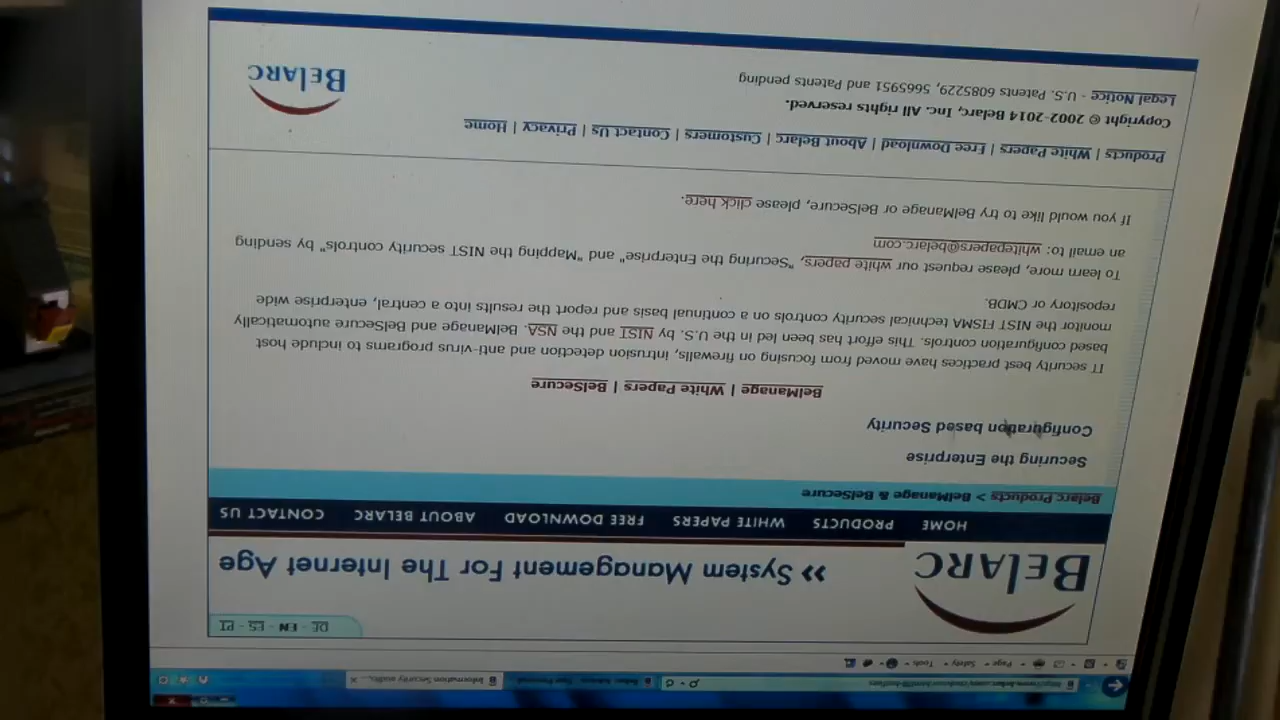 Information Security, audits, ...
Page Safety Tools
DE - EN - ES - PT
BELARC
>> System Management For The Internet Age
HOME PRODUCTS WHITE PAPERS FREE DOWNLOAD ABOUT BELARC CONTACT US
Belarc Products > BelManage & BelSecure
Securing the Enterprise
Configuration based Security
BelManage | White Papers | BelSecure
IT security best practices have moved from focusing on firewalls, intrusion detection and anti-virus programs to include host
based configuration controls. This effort has been led in the U.S. by NIST and the NSA. BelManage and BelSecure automatically
monitor the NIST FISMA technical security controls on a continual basis and report the results into a central, enterprise wide
repository or CMDB.
To learn more, please request our white papers, "Securing the Enterprise" and "Mapping the NIST security controls" by sending
an email to: whitepapers@belarc.com
If you would like to try BelManage or BelSecure, please click here.
Products | White Papers | Free Download | About Belarc | Customers | Contact Us | Privacy | Home
Copyright © 2002-2014 Belarc, Inc. All rights reserved.
Legal Notice - U.S. Patents 6085229, 5665951 and Patents pending
BELARC